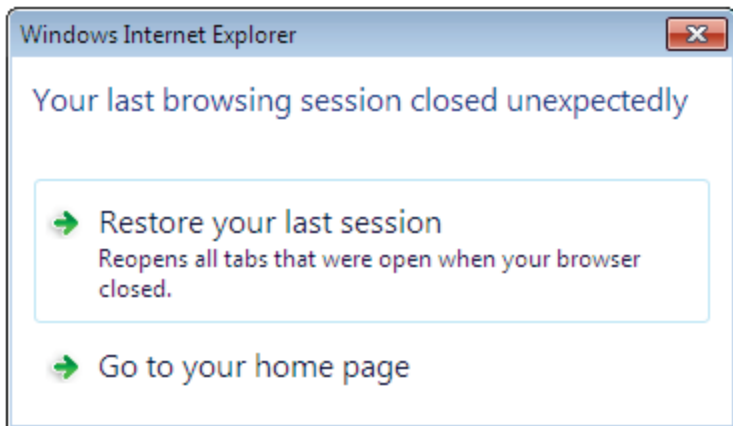 Windows Internet Explorer
Your last browsing session closed unexpectedly
Restore your last session
Reopens all tabs that were open when your browser
closed.
Go to your home page